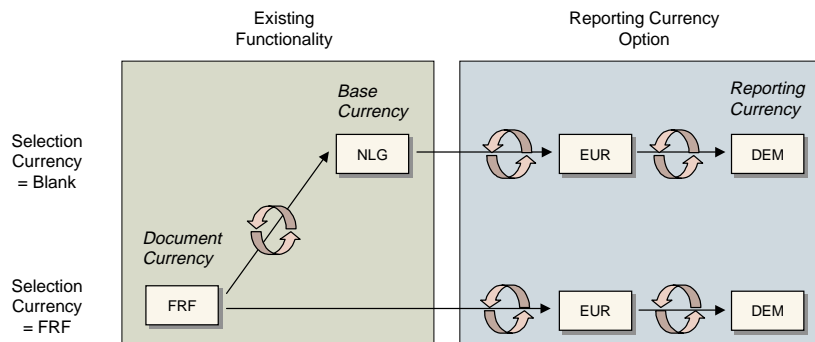 Existing
Functionality
Reporting Currency
Option
Base
Currency
Reporting
Currency
Selection
Currency
= Blank
NLG
EUR
DEM
Document
Currency
Selection
Currency
= FRF
FRF
EUR
DEM